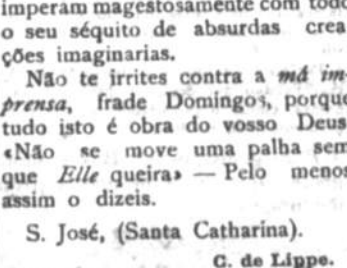 imperam magestosamente com todo
o seu séquito de absurdas crea
ções imaginarias.
Não te irrites contra a má im-
prensa, frade Domingos, porque
tudo isto é obra do vosso Deus
«Não se move uma palha sem
que Elle queira» — Pelo menos
assim o dizeis.
S. José, (Santa Catharina).
C. de Lippe.